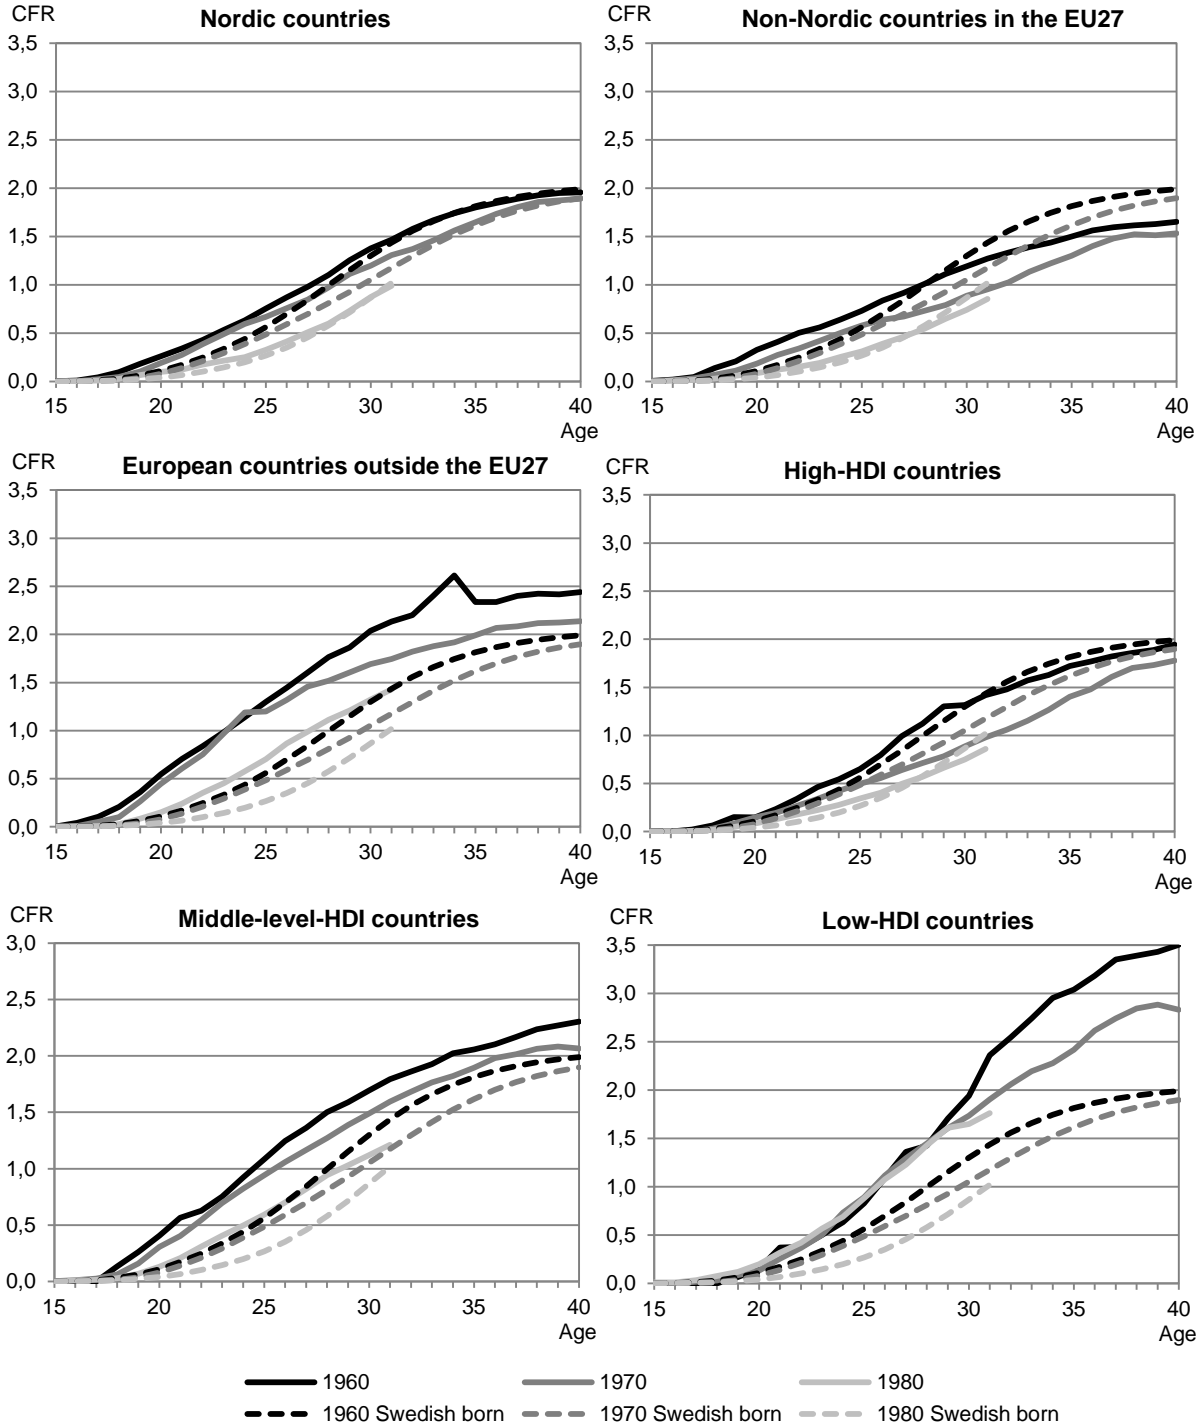 CFR
Nordic countries
3,5
3,0
2,5
2,0
1,5
1,0
0,5
0,0
15 20 25 30 35 40
Age
CFR
Non-Nordic countries in the EU27
3,5
3,0
2,5
2,0
1,5
1,0
0,5
0,0
15 20 25 30 35 40
Age
CFR
European countries outside the EU27
3,5
3,0
2,5
2,0
1,5
1,0
0,5
0,0
15 20 25 30 35 40
Age
CFR
High-HDI countries
3,5
3,0
2,5
2,0
1,5
1,0
0,5
0,0
15 20 25 30 35 40
Age
CFR
Middle-level-HDI countries
3,0
2,5
2,0
1,5
1,0
0,5
0,0
15 20 25 30 35 40
Age
CFR
Low-HDI countries
3,5
3,0
2,5
2,0
1,5
1,0
0,5
0,0
15 20 25 30 35 40
Age
1960 1970 1980
1960 Swedish born 1970 Swedish born 1980 Swedish born